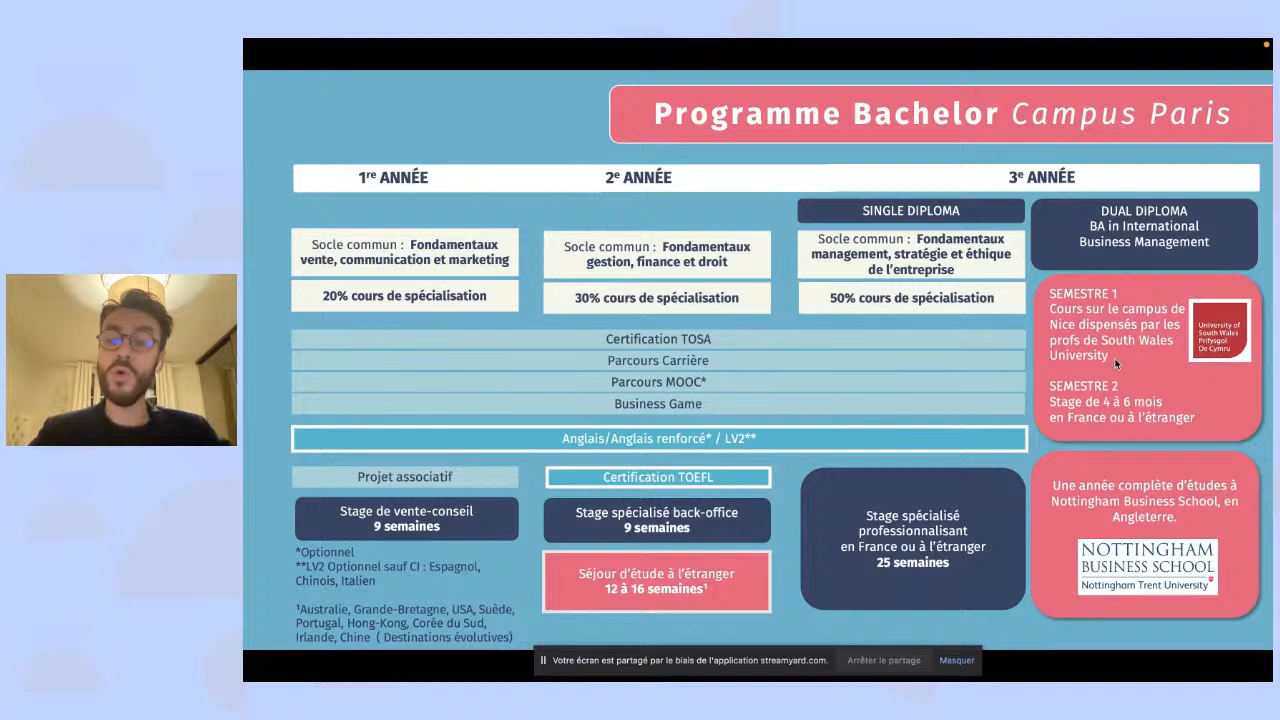 Programme Bachelor Campus Paris
1re ANNÉE
2e ANNÉE
3e ANNÉE
SINGLE DIPLOMA
DUAL DIPLOMA
BA in International
Business Management
Socle commun : Fondamentaux
vente, communication et marketing
20% cours de spécialisation
Socle commun : Fondamentaux
gestion, finance et droit
30% cours de spécialisation
Socle commun : Fondamentaux
management, stratégie et éthique
de l'entreprise
50% cours de spécialisation
SEMESTRE 1
Cours sur le campus de
Nice dispensés par les
profs de South Wales
University
University of
South Wales
Prifysgol
De Cymru
SEMESTRE 2
Stage de 4 à 6 mois
en France ou à l'étranger
Certification TOSA
Parcours Carrière
Parcours MOOC*
Business Game
Anglais/Anglais renforcé* / LV2**
Projet associatif
Stage de vente-conseil
9 semaines
Certification TOEFL
Stage spécialisé back-office
9 semaines
Séjour d'étude à l'étranger
12 à 16 semaines¹
Stage spécialisé
professionnalisant
en France ou à l'étranger
25 semaines
Une année complète d'études à
Nottingham Business School, en
Angleterre.
NOTTINGHAM
BUSINESS SCHOOL
Nottingham Trent University
*Optionnel
**LV2 Optionnel sauf CI : Espagnol,
Chinois, Italien
¹Australie, Grande-Bretagne, USA, Suède,
Portugal, Hong-Kong, Corée du Sud,
Irlande, Chine ( Destinations évolutives)
Votre écran est partagé par le biais de l'application streamyard.com.
Arrêter le partage
Masquer